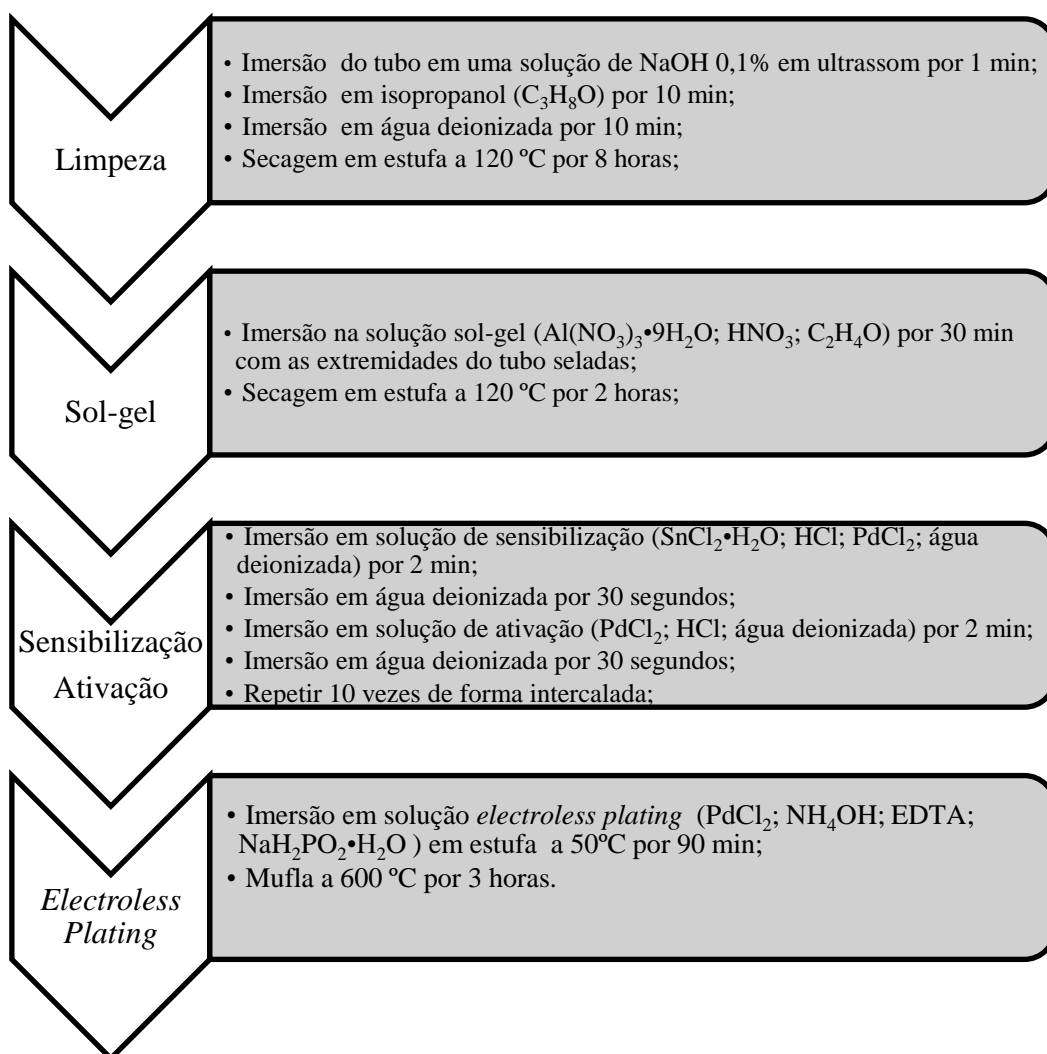 Limpeza
• Imersão do tubo em uma solução de NaOH 0,1% em ultrassom por 1 min;
• Imersão em isopropanol (C₃H₈O) por 10 min;
• Imersão em água deionizada por 10 min;
• Secagem em estufa a 120 ºC por 8 horas;
Sol-gel
• Imersão na solução sol-gel (Al(NO₃)₃•9H₂O; HNO₃; C₂H₄O) por 30 min
com as extremidades do tubo seladas;
• Secagem em estufa a 120 ºC por 2 horas;
Sensibilização
Ativação
• Imersão em solução de sensibilização (SnCl₂•H₂O; HCl; PdCl₂; água
deionizada) por 2 min;
• Imersão em água deionizada por 30 segundos;
• Imersão em solução de ativação (PdCl₂; HCl; água deionizada) por 2 min;
• Imersão em água deionizada por 30 segundos;
• Repetir 10 vezes de forma intercalada;
Electroless
Plating
• Imersão em solução electroless plating (PdCl₂; NH₄OH; EDTA;
NaH₂PO₂•H₂O ) em estufa a 50ºC por 90 min;
• Mufla a 600 ºC por 3 horas.